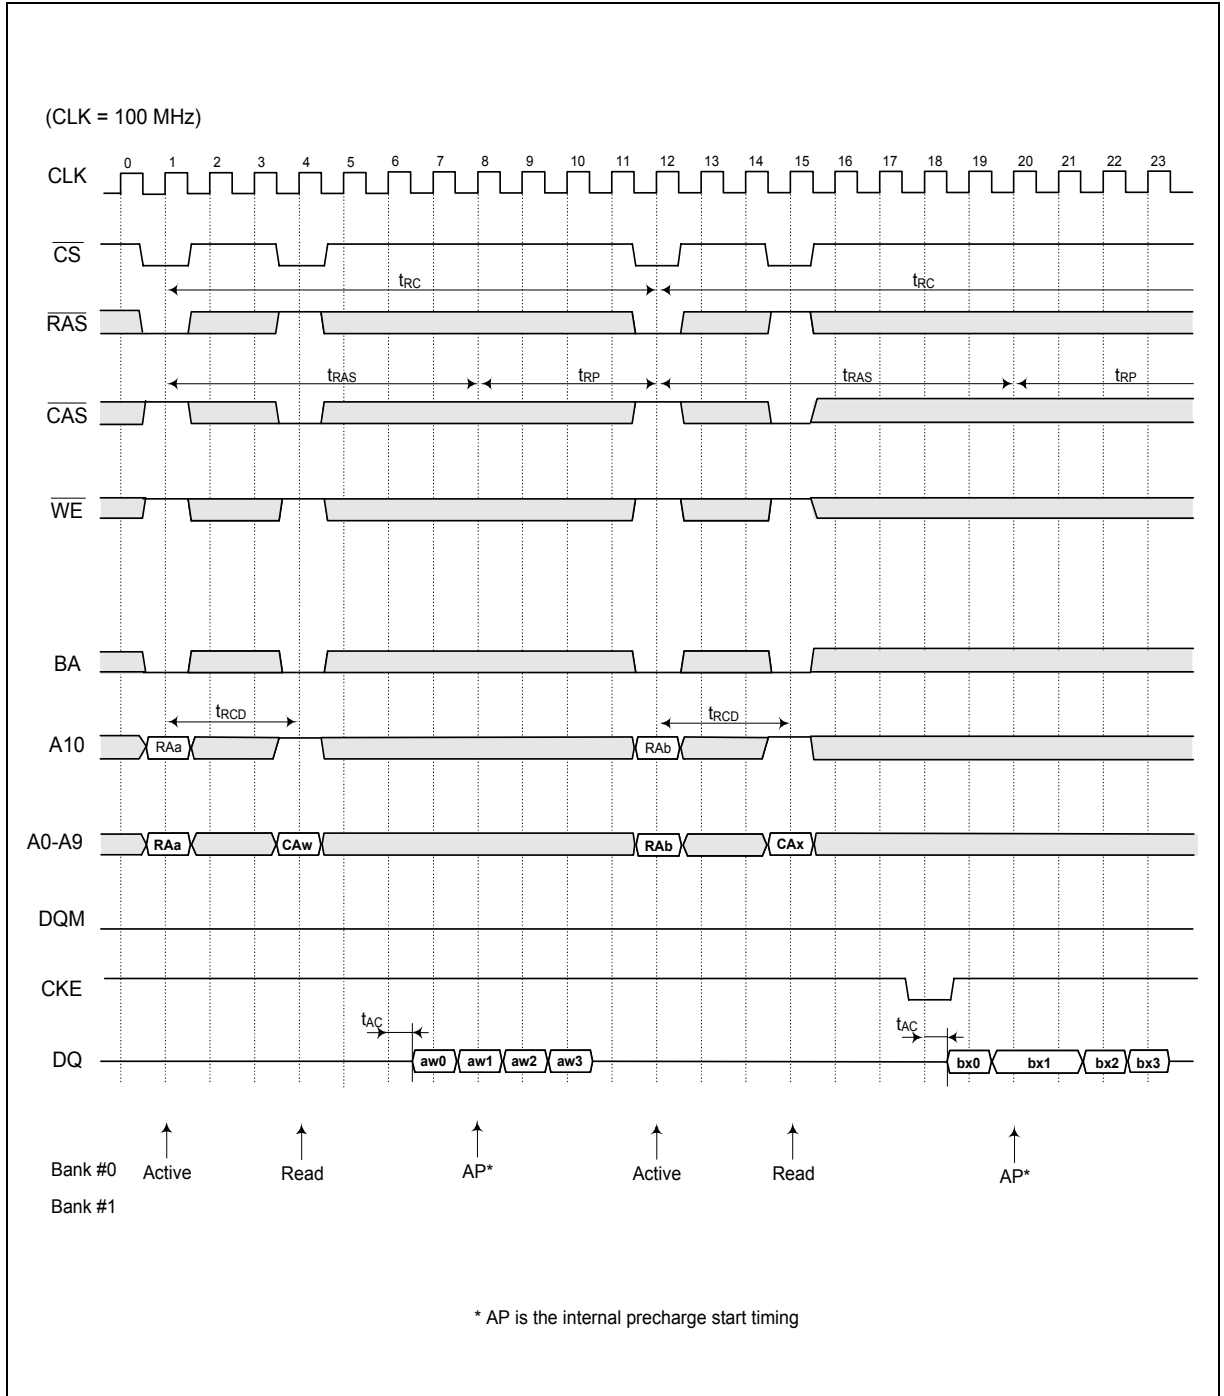 (CLK = 100 MHz)
0 1 2 3 4 5 6 7 8 9 10 11 12 13 14 15 16 17 18 19 20 21 22 23
CLK
CS
tRC tRC
RAS
tRAS tRP tRAS tRP
CAS
WE
BA
tRCD tRCD
A10 RAa RAb
A0-A9 RAa CAw RAb CAx
DQM
CKE
tAC tAC
DQ aw0 aw1 aw2 aw3 bx0 bx1 bx2 bx3
Bank #0 Active Read AP* Active Read AP*
Bank #1
* AP is the internal precharge start timing